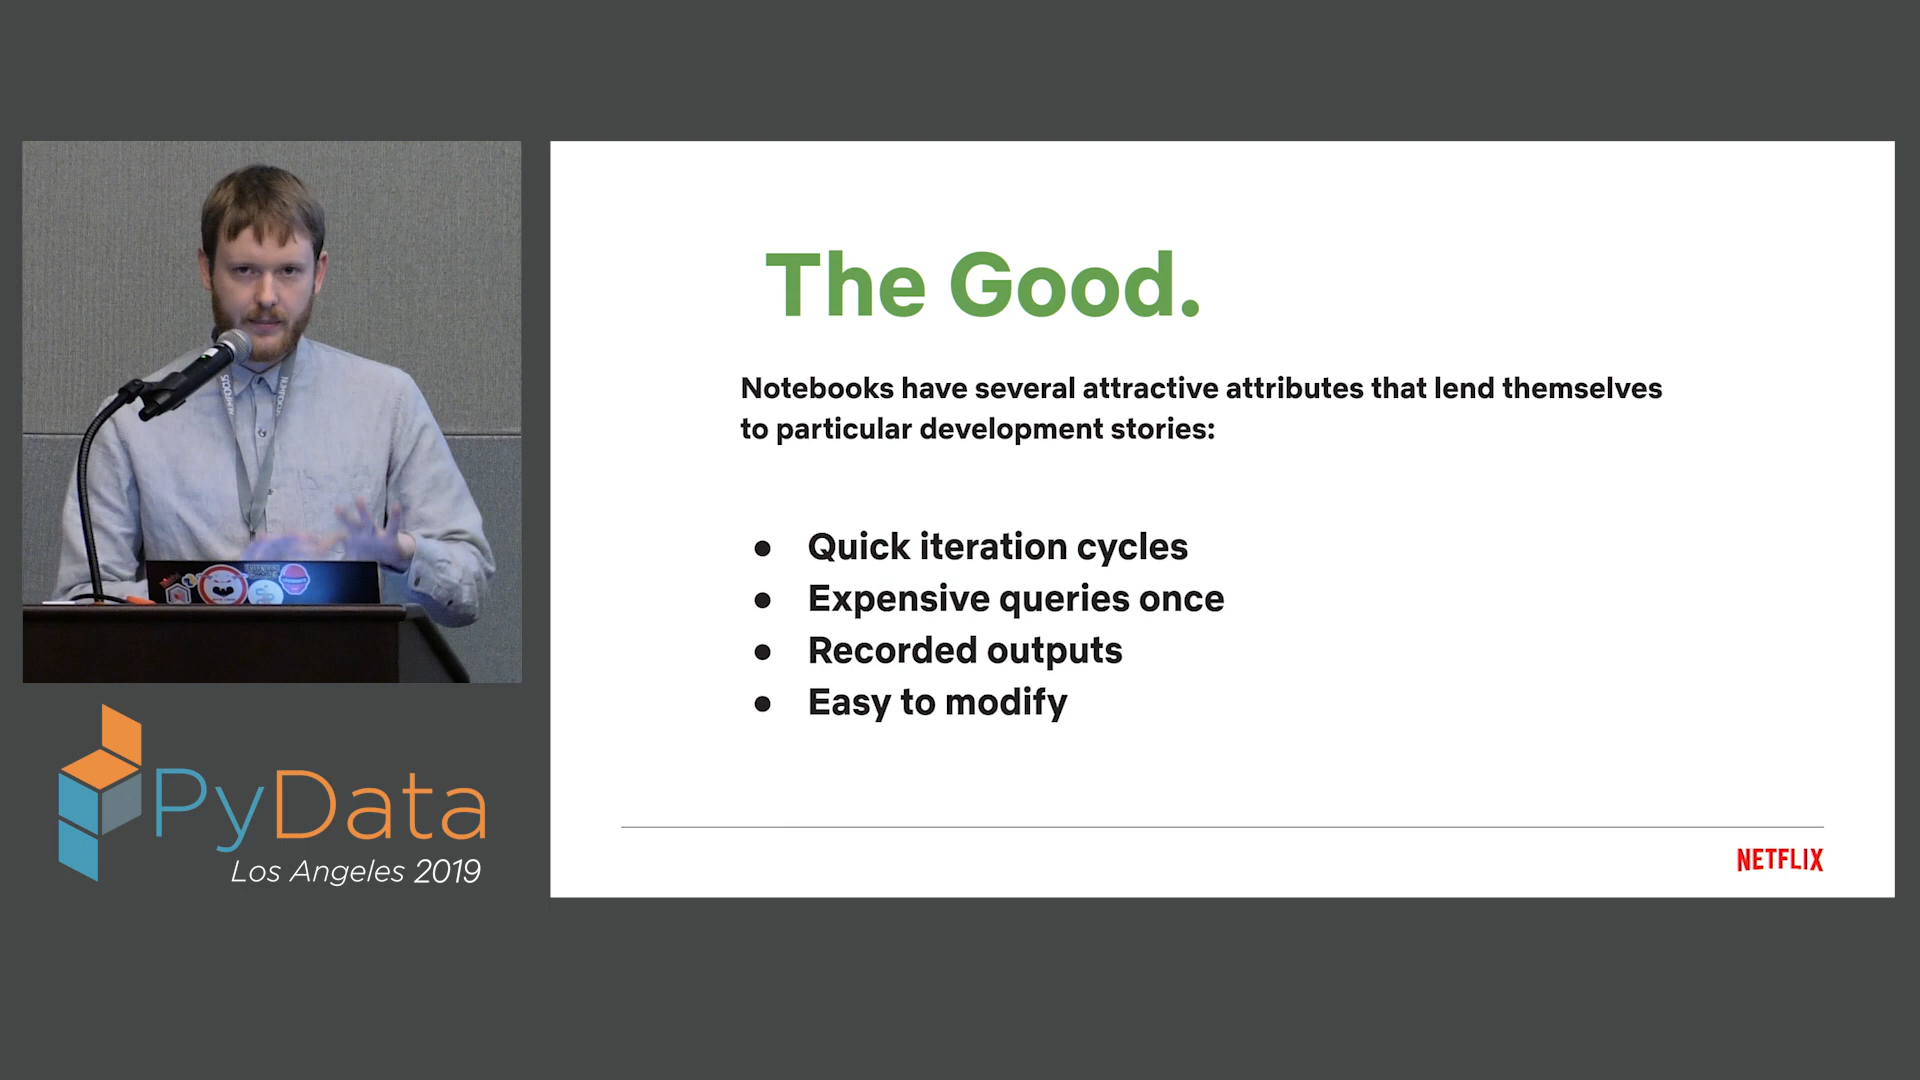 The Good.
Notebooks have several attractive attributes that lend themselves
to particular development stories:
● Quick iteration cycles
● Expensive queries once
● Recorded outputs
● Easy to modify
NETFLIX
PyData
Los Angeles 2019